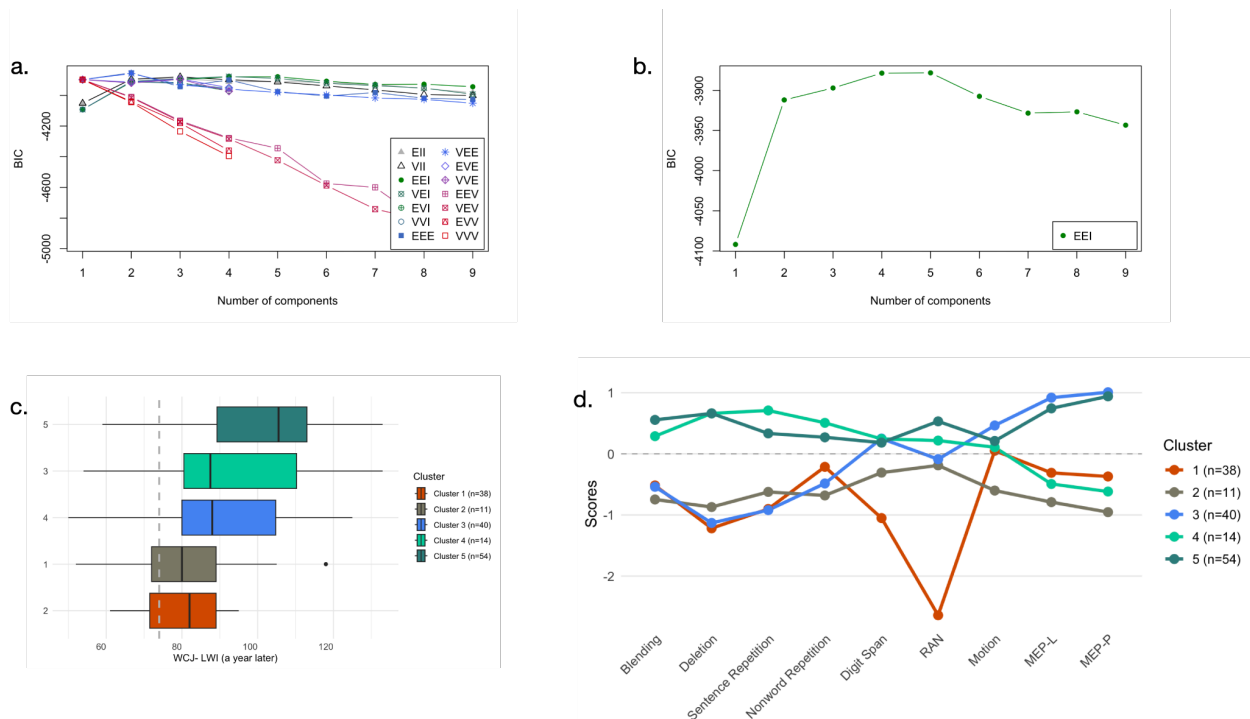 a.
BIC
-4200
-4600
-5000
1 2 3 4 5 6 7 8 9
Number of components
EII VEE
VII EVE
EEI VVE
VEI EEV
EVI VEV
VVI EVV
EEE VVV
b.
BIC
-3900
-3950
-4000
-4050
-4100
1 2 3 4 5 6 7 8 9
Number of components
EEI
c.
5
3
4
1
2
60 80 100 120
WCJ- LWI (a year later)
Cluster
Cluster 1 (n=38)
Cluster 2 (n=11)
Cluster 3 (n=40)
Cluster 4 (n=14)
Cluster 5 (n=54)
d.
Scores
1
0
-1
-2
Blending
Deletion
Sentence Repetition
Nonword Repetition
Digit Span
RAN
Motion
MEP-L
MEP-P
Cluster
1 (n=38)
2 (n=11)
3 (n=40)
4 (n=14)
5 (n=54)